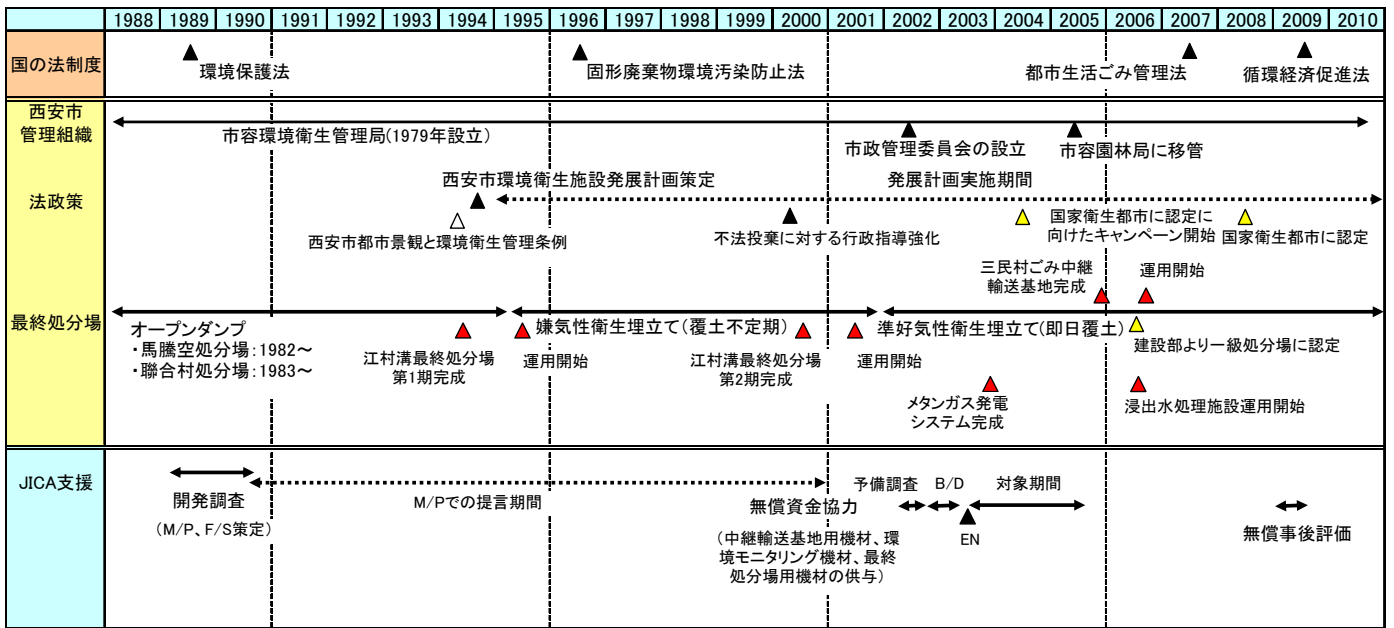 1988 1989 1990 1991 1992 1993 1994 1995 1996 1997 1998 1999 2000 2001 2002 2003 2004 2005 2006 2007 2008 2009 2010
国の法制度
環境保護法
固形廃棄物環境汚染防止法
都市生活ごみ管理法
循環経済促進法
西安市
管理組織
市容環境衛生管理局(1979年設立)
市政管理委員会の設立
市容園林局に移管
法政策
西安市環境衛生施設発展計画策定
発展計画実施期間
西安市都市景観と環境衛生管理条例
不法投棄に対する行政指導強化
国家衛生都市に認定に
向けたキャンペーン開始
国家衛生都市に認定
三民村ごみ中継
輸送基地完成
運用開始
最終処分場
オープンダンプ
・馬騰空処分場:1982～
・聯合村処分場:1983～
嫌気性衛生埋立て(覆土不定期)
準好気性衛生埋立て(即日覆土)
江村溝最終処分場
第1期完成
運用開始
江村溝最終処分場
第2期完成
運用開始
建設部より一級処分場に認定
メタンガス発電
システム完成
浸出水処理施設運用開始
JICA支援
開発調査
(M/P、F/S策定)
M/Pでの提言期間
無償資金協力
(中継輸送基地用機材、環
境モニタリング機材、最終
処分場用機材の供与)
予備調査
B/D
対象期間
EN
無償事後評価